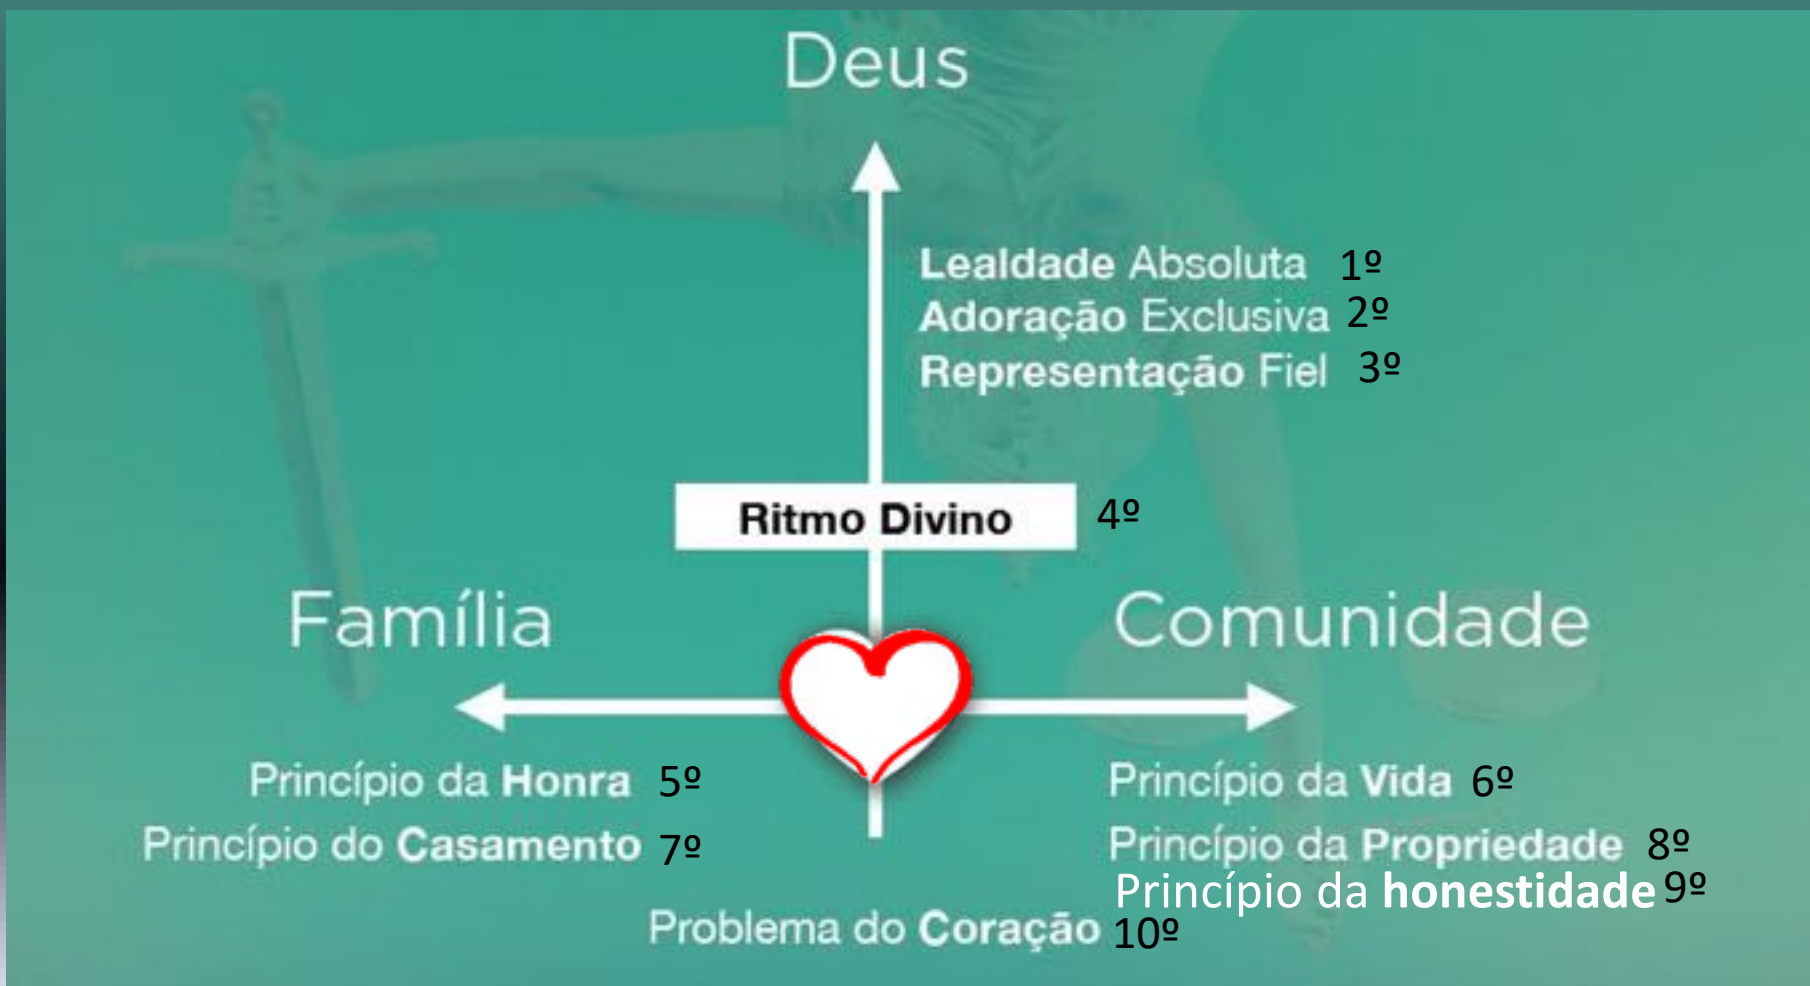 Deus
Lealdade Absoluta 1º
Adoração Exclusiva 2º
Representação Fiel 3º
Ritmo Divino 4º
Família
Comunidade
Princípio da Honra 5º
Princípio do Casamento 7º
Princípio da Vida 6º
Princípio da Propriedade 8º
Princípio da honestidade 9º
Problema do Coração 10º